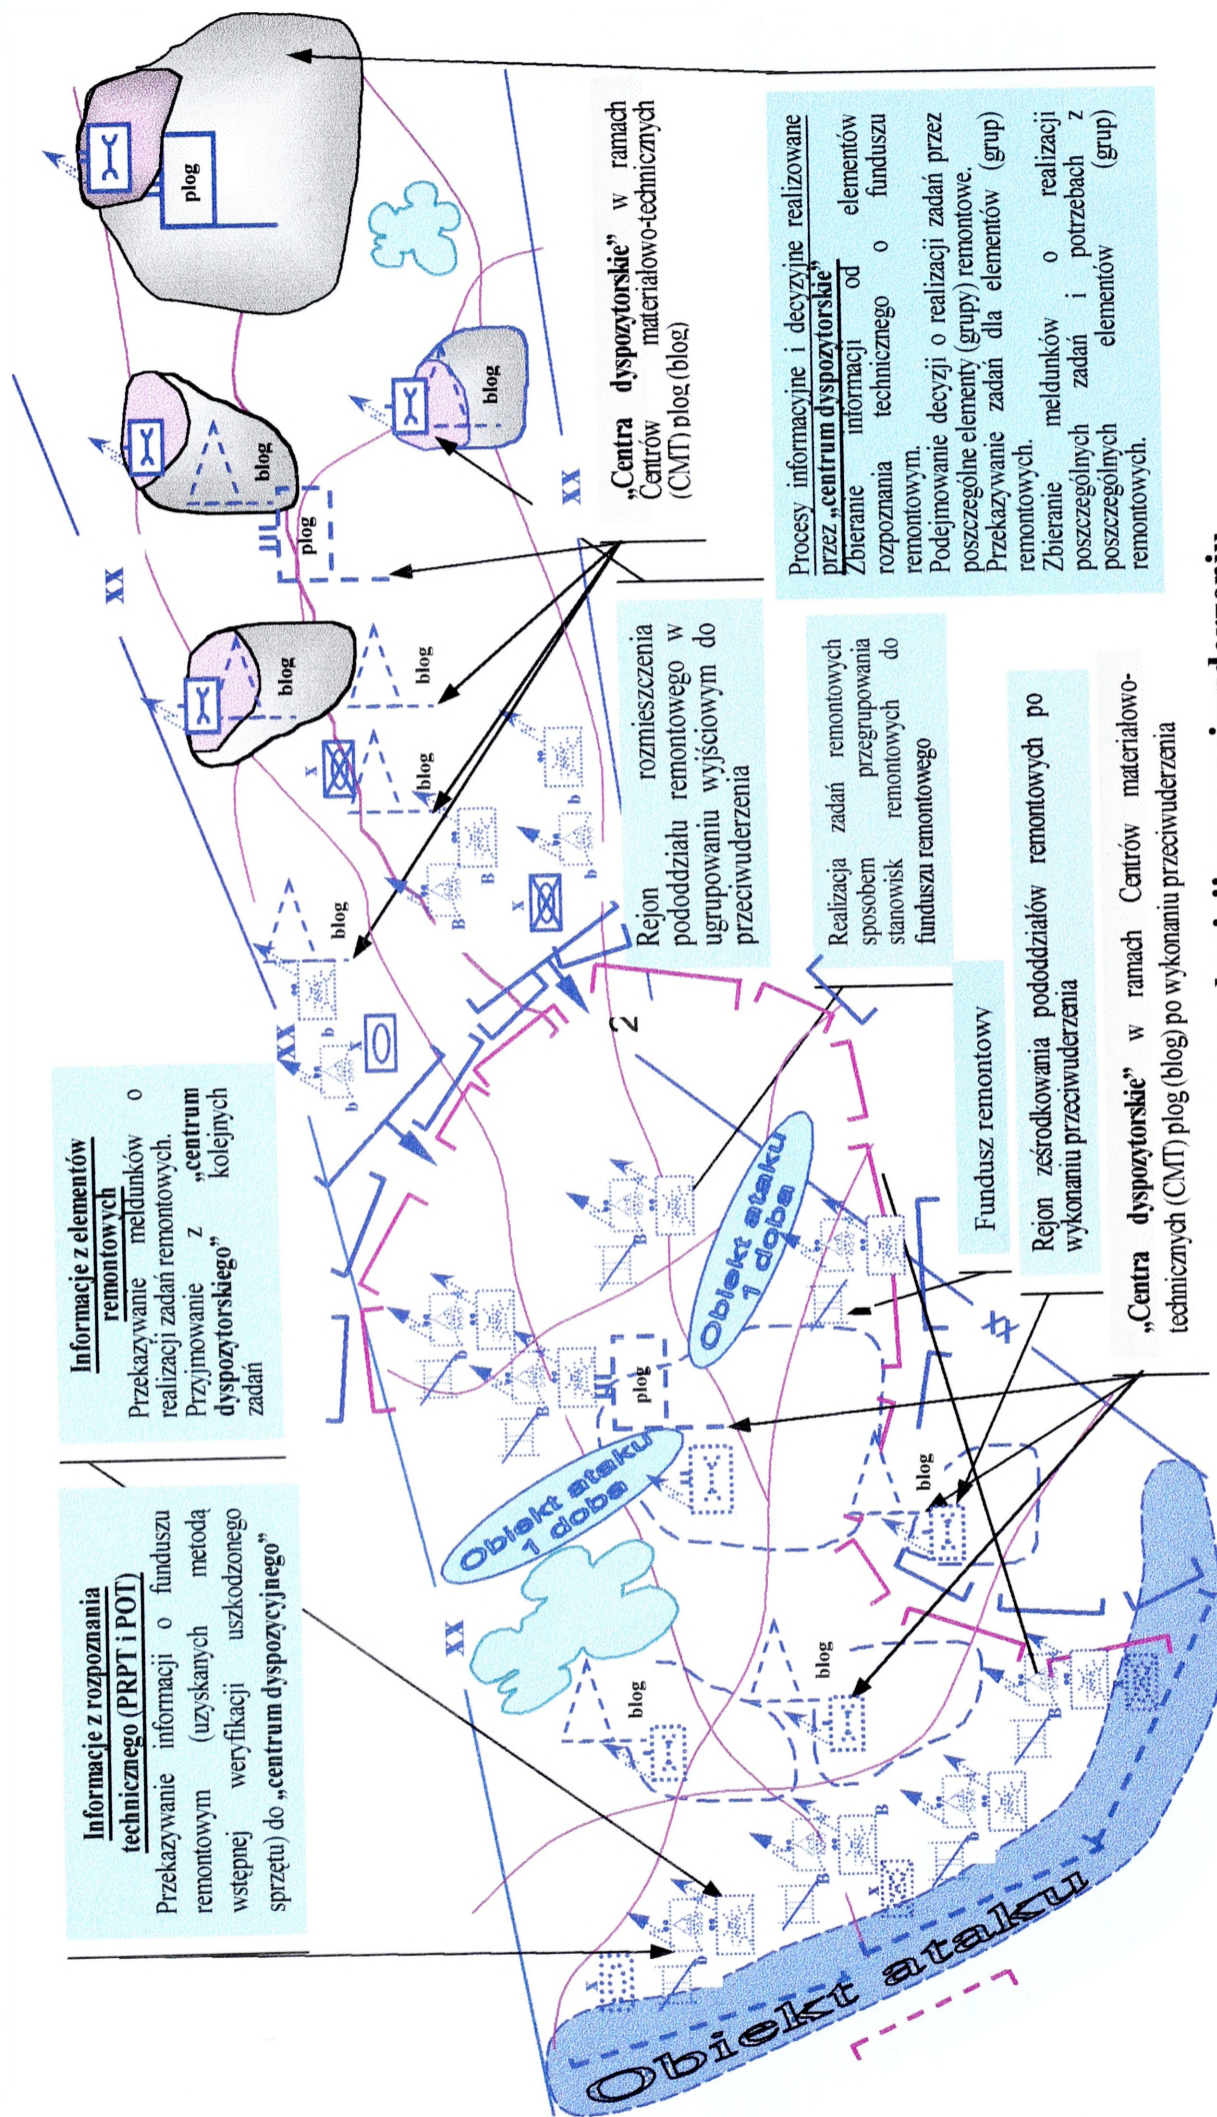 Informacje z rozpoznania
technicznego (PRPT i POT)
Przekazywanie informacji o funduszu
remontowym (uzyskanych metodą
wstępnej weryfikacji uszkodzonego
sprzętu) do „centrum dyspozycyjnego”
Informacje z elementów
remontowych
Przekazywanie meldunków o
realizacji zadań remontowych.
Przyjmowanie z „centrum
dyspozytorskiego” kolejnych
zadań
XX
XX
XX
XX
#
2
plog
blog
blog
blog
plog
blog
blog
blog
x
x
x
b
b
b
b
B
B
Obiekt ataku
1 doba
Obiekt ataku
1 doba
plog
blog
blog
blog
B
B
b
B
B
b
b
x
x
Obiekt ataku
„Centra dyspozytorskie” w ramach
Centrów materiałowo-technicznych
(CMT) plog (blog)
Rejon rozmieszczenia
pododdziału remontowego w
ugrupowaniu wyjściowym do
przeciwuderzenia
Procesy informacyjne i decyzyjne realizowane
przez „centrum dyspozytorskie”
Zbieranie informacji od elementów
rozpoznania technicznego o funduszu
remontowym.
Podejmowanie decyzji o realizacji zadań przez
poszczególne elementy (grupy) remontowe.
Przekazywanie zadań dla elementów (grup)
remontowych.
Zbieranie meldunków o realizacji
poszczególnych zadań i potrzebach z
poszczególnych elementów (grup)
remontowych.
Realizacja zadań remontowych
sposobem przegrupowania
stanowisk remontowych do
funduszu remontowego
Fundusz remontowy
Rejon ześrodkowania pododdziałów remontowych po
wykonaniu przeciwuderzenia
„Centra dyspozytorskie” w ramach Centrów materiałowo-
technicznych (CMT) plog (blog) po wykonaniu przeciwuderzenia